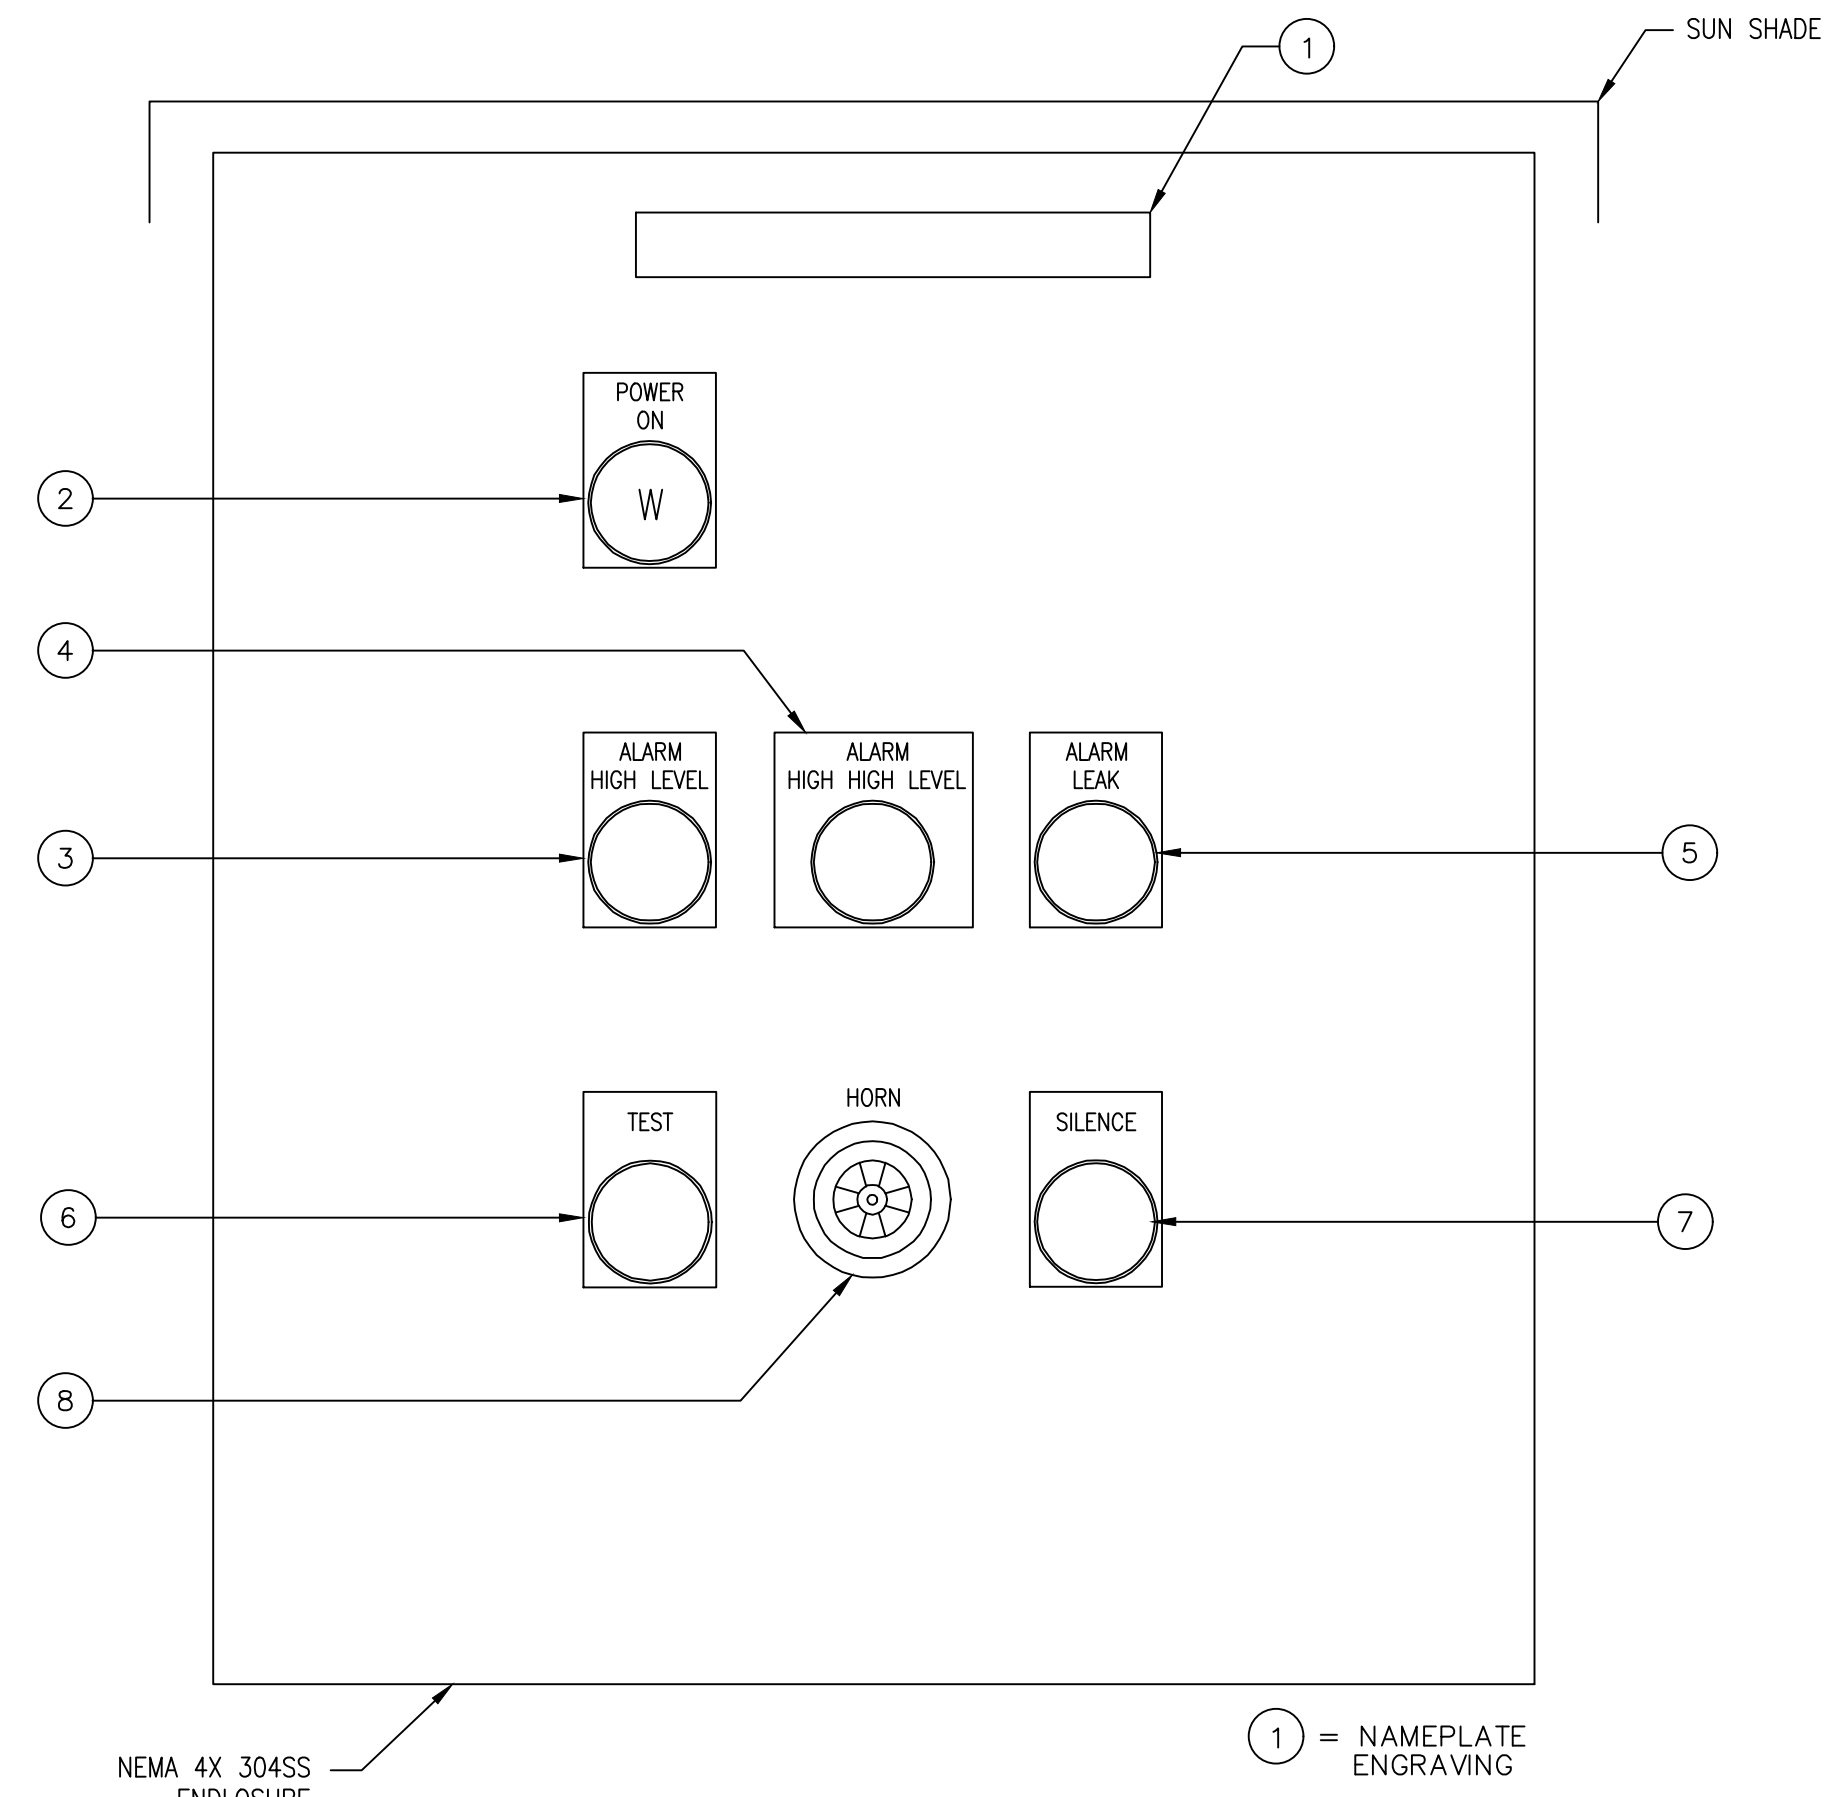 1
SUN SHADE
POWER
ON
W
2
4
ALARM
HIGH LEVEL
ALARM
HIGH HIGH LEVEL
ALARM
LEAK
3
5
HORN
TEST
SILENCE
6
7
8
1 = NAMEPLATE
ENGRAVING
NEMA 4X 304SS